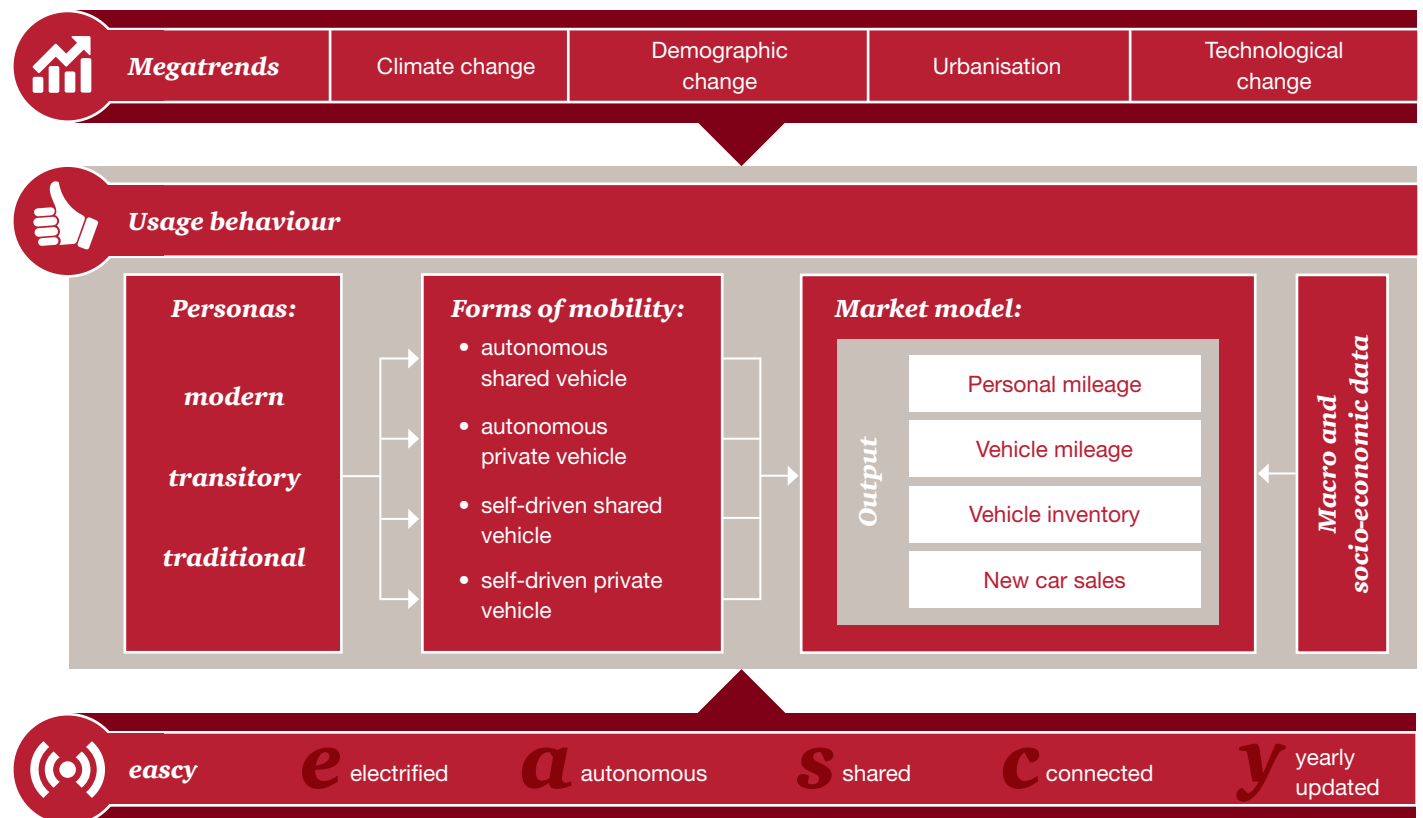 Megatrends
Climate change
Demographic
change
Urbanisation
Technological
change
Usage behaviour
Personas:
modern
transitory
traditional
Forms of mobility:
• autonomous
shared vehicle
• autonomous
private vehicle
• self-driven shared
vehicle
• self-driven private
vehicle
Market model:
Output
Personal mileage
Vehicle mileage
Vehicle inventory
New car sales
Macro and
socio-economic data
eascy
e electrified
a autonomous
s shared
c connected
y yearly
updated